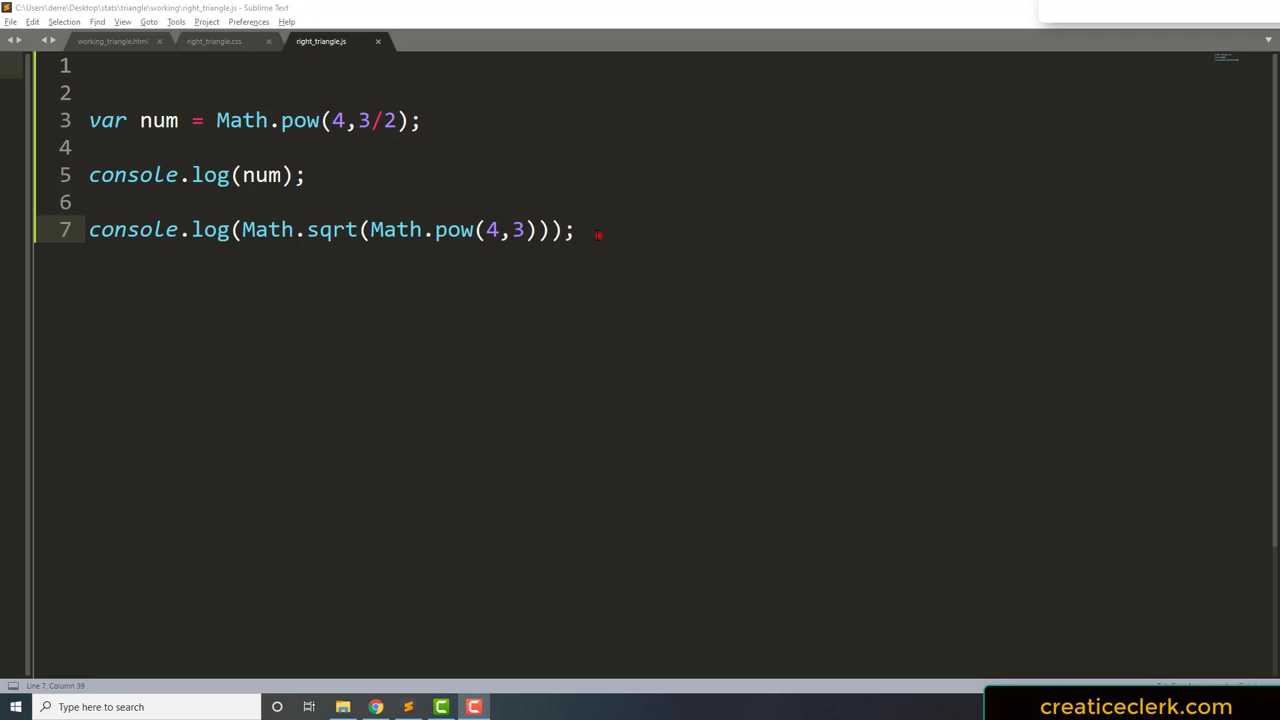 C:\Users\derre\Desktop\stats\triangle\working\right_triangle.js - Sublime Text
File Edit Selection Find View Goto Tools Project Preferences Help
working_triangle.html right_triangle.css right_triangle.js
1
2
3 var num = Math.pow(4,3/2);
4
5 console.log(num);
6
7 console.log(Math.sqrt(Math.pow(4,3)));
Line 7, Column 39
Type here to search
creaticeclerk.com